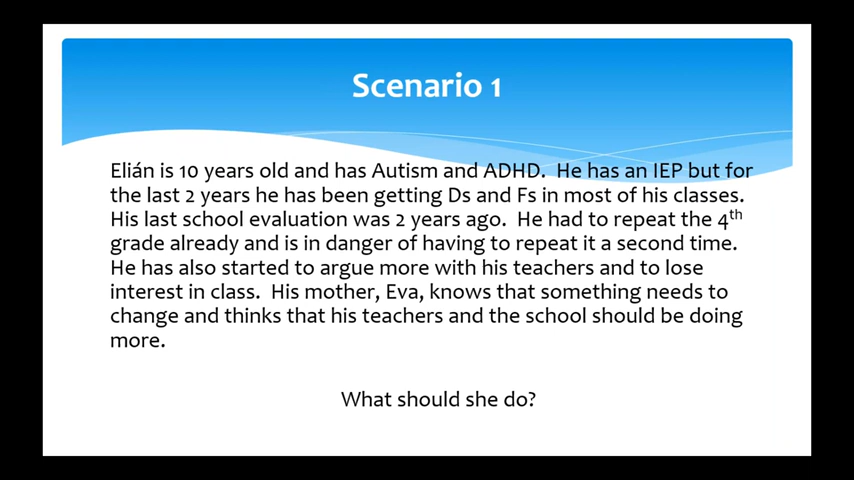 Scenario 1
Elián is 10 years old and has Autism and ADHD. He has an IEP but for
the last 2 years he has been getting Ds and Fs in most of his classes.
His last school evaluation was 2 years ago. He had to repeat the 4th
grade already and is in danger of having to repeat it a second time.
He has also started to argue more with his teachers and to lose
interest in class. His mother, Eva, knows that something needs to
change and thinks that his teachers and the school should be doing
more.
What should she do?